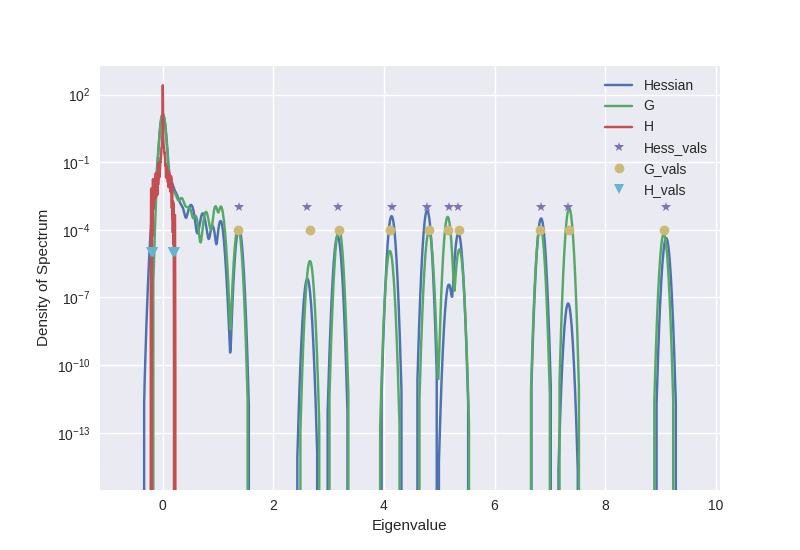 10^2
10^-1
10^-4
10^-7
10^-10
10^-13
Density of Spectrum
Hessian
G
H
Hess_vals
G_vals
H_vals
0 2 4 6 8 10
Eigenvalue